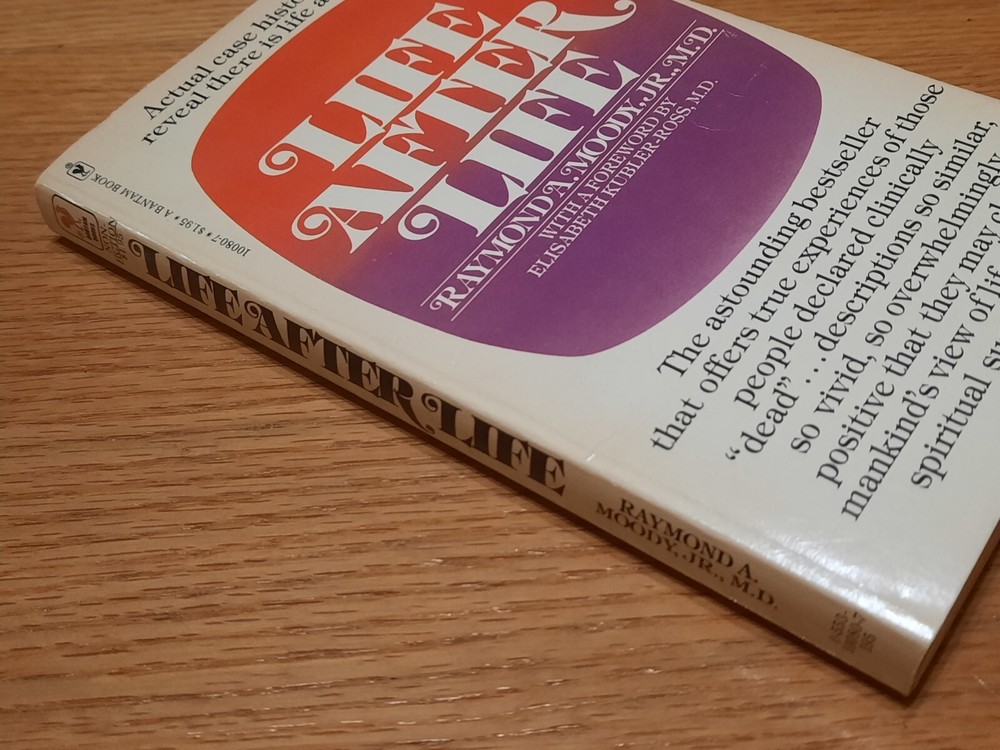 Actual case histo
reveal there is life a
LIFE
AFTER
LIFE
RAYMOND A. MOODY, JR., M.D.
WITH A FOREWORD BY
ELISABETH KUBLER-ROSS, M.D.
10080-7 * $1.95 * A BANTAM BOOK
The astounding bestseller
that offers true experiences of those
people declared clinically
"dead" ... descriptions so similar,
so vivid, so overwhelmingly
positive that they may
mankind's view of
spiritual
LIFE AFTER LIFE
RAYMOND A.
MOODY, JR., M.D.